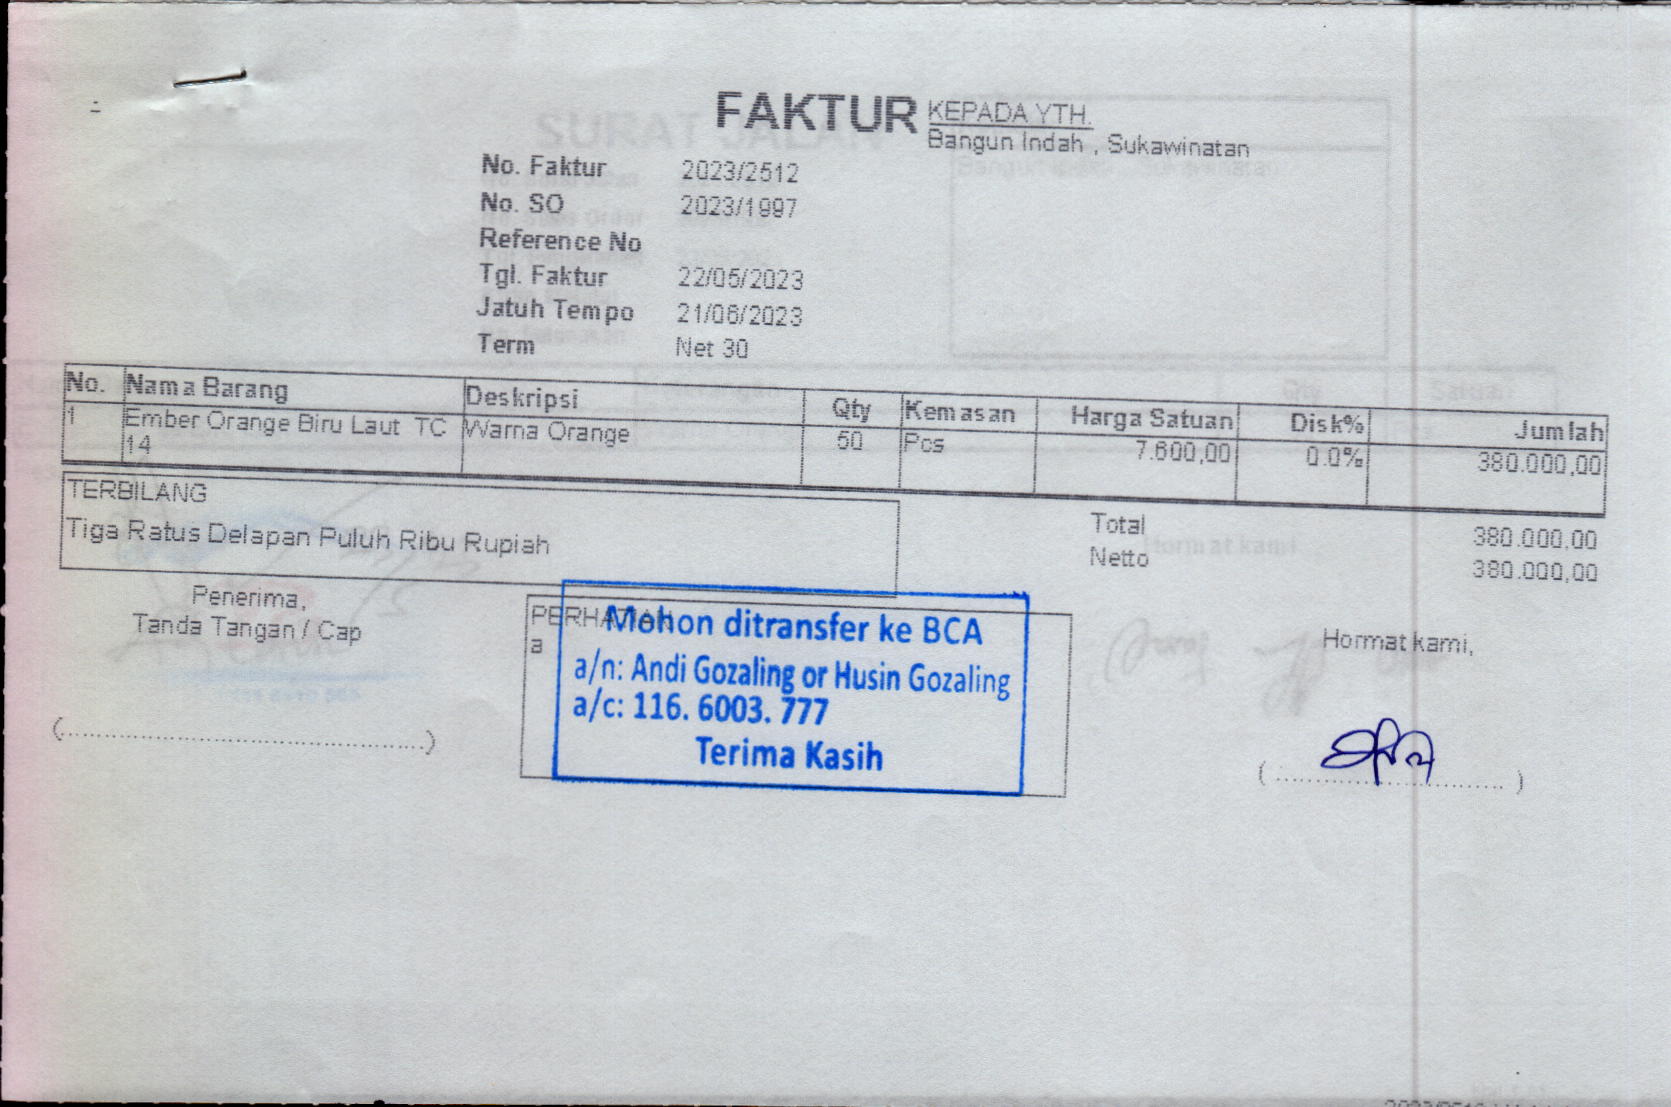 FAKTUR
KEPADA YTH.
Bangun Indah , Sukawinatan
No. Faktur 2023/2512
No. SO 2023/1997
Reference No
Tgl. Faktur 22/05/2023
Jatuh Tempo 21/06/2023
Term Net 30
No. Nama Barang Deskripsi Qty Kemasan Harga Satuan Disk% Jumlah
1 Ember Orange Biru Laut TC Warna Orange 50 Pcs 7.600,00 0.0% 380.000,00
14
TERBILANG
Tiga Ratus Delapan Puluh Ribu Rupiah
Total 380.000,00
Netto 380.000,00
Penerima,
Tanda Tangan / Cap
PERHATIAN
a
Mohon ditransfer ke BCA
a/n: Andi Gozaling or Husin Gozaling
a/c: 116. 6003. 777
Terima Kasih
Hormat kami,
SURAT JALAN